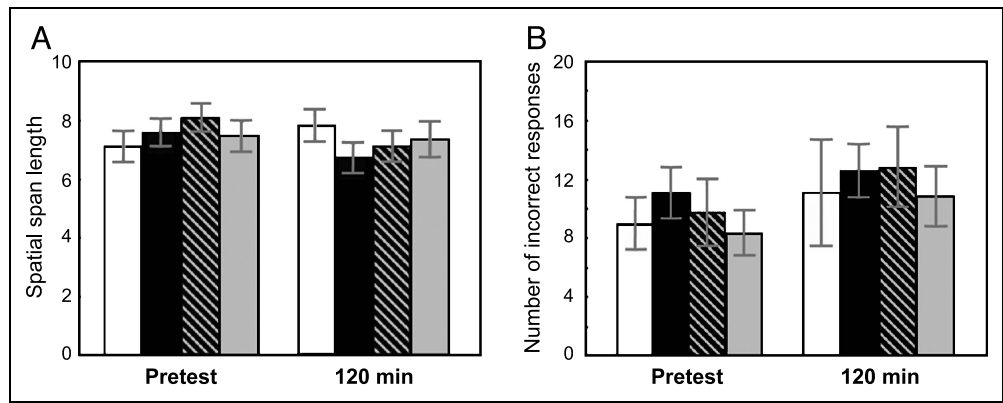 A
Spatial span length
10
8
6
4
2
0
Pretest
120 min
B
Number of incorrect responses
20
16
12
8
4
0
Pretest
120 min